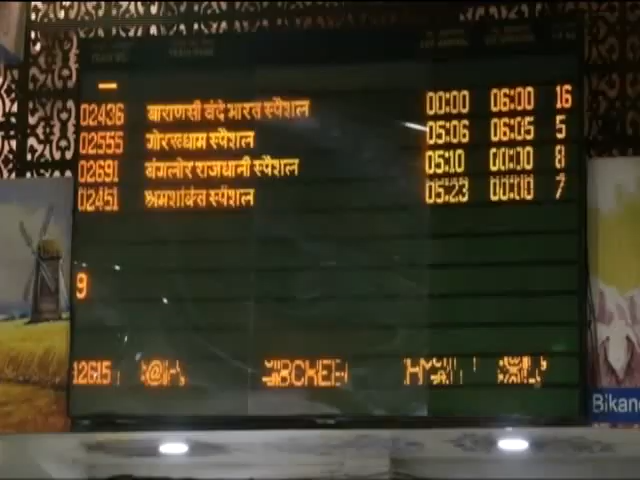 02436 बाराणसी वंदे भारत स्पैशल 00:00 06:00 16
02555 गोरखधाम स्पैशल 05:06 06:05 5
02691 बंगलोर राजधानी स्पैशल 05:10 00:00 8
02451 श्रमशक्ति स्पैशल 05:23 00:00 7
9
12615